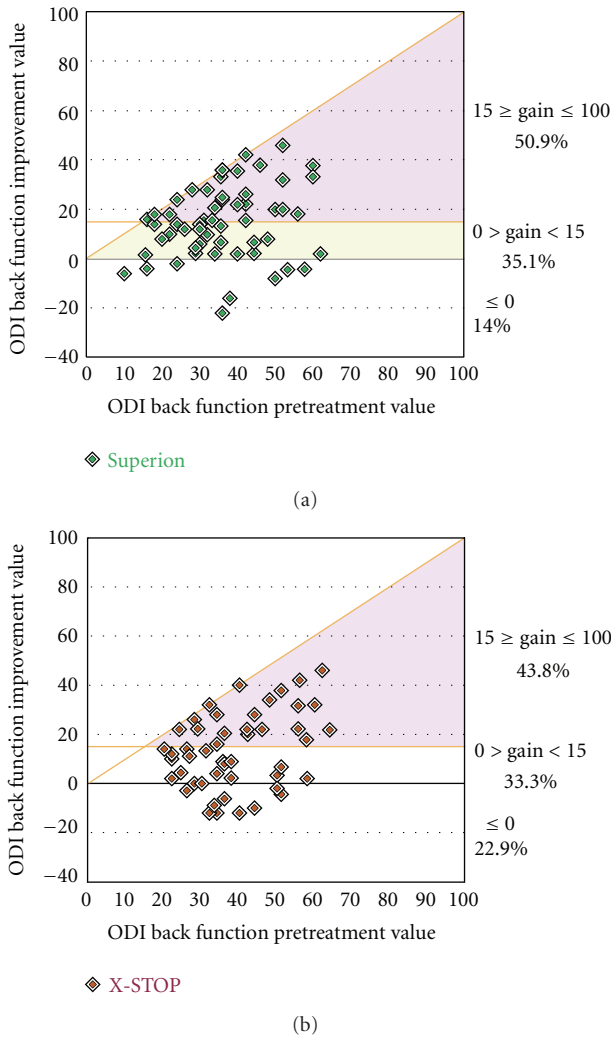 ODI back function improvement value
100
80
60
40
20
0
−20
−40
0 10 20 30 40 50 60 70 80 90 100
ODI back function pretreatment value
15 ≥ gain ≤ 100
50.9%
0 > gain < 15
35.1%
≤ 0
14%
Superion
(a)
ODI back function improvement value
100
80
60
40
20
0
−20
−40
0 10 20 30 40 50 60 70 80 90 100
ODI back function pretreatment value
15 ≥ gain ≤ 100
43.8%
0 > gain < 15
33.3%
≤ 0
22.9%
X-STOP
(b)